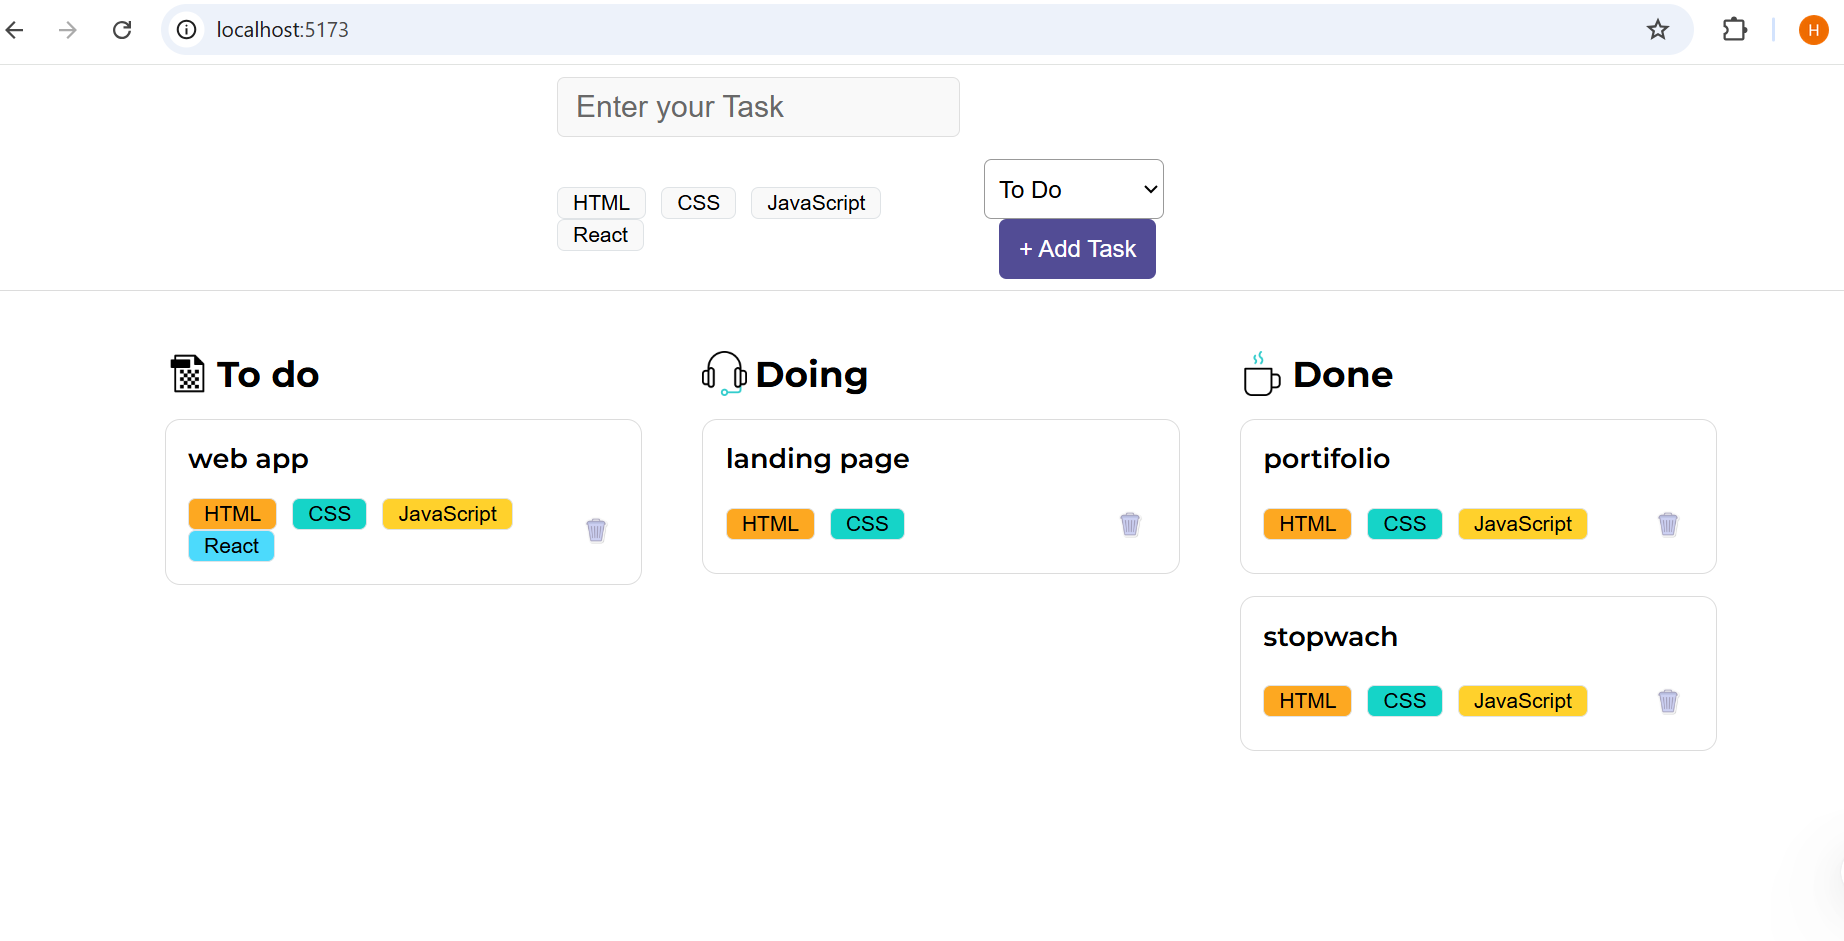 localhost:5173
H
Enter your Task
HTML CSS JavaScript
React
To Do
+ Add Task
To do
web app
HTML CSS JavaScript
React
Doing
landing page
HTML CSS
Done
portifolio
HTML CSS JavaScript
stopwach
HTML CSS JavaScript